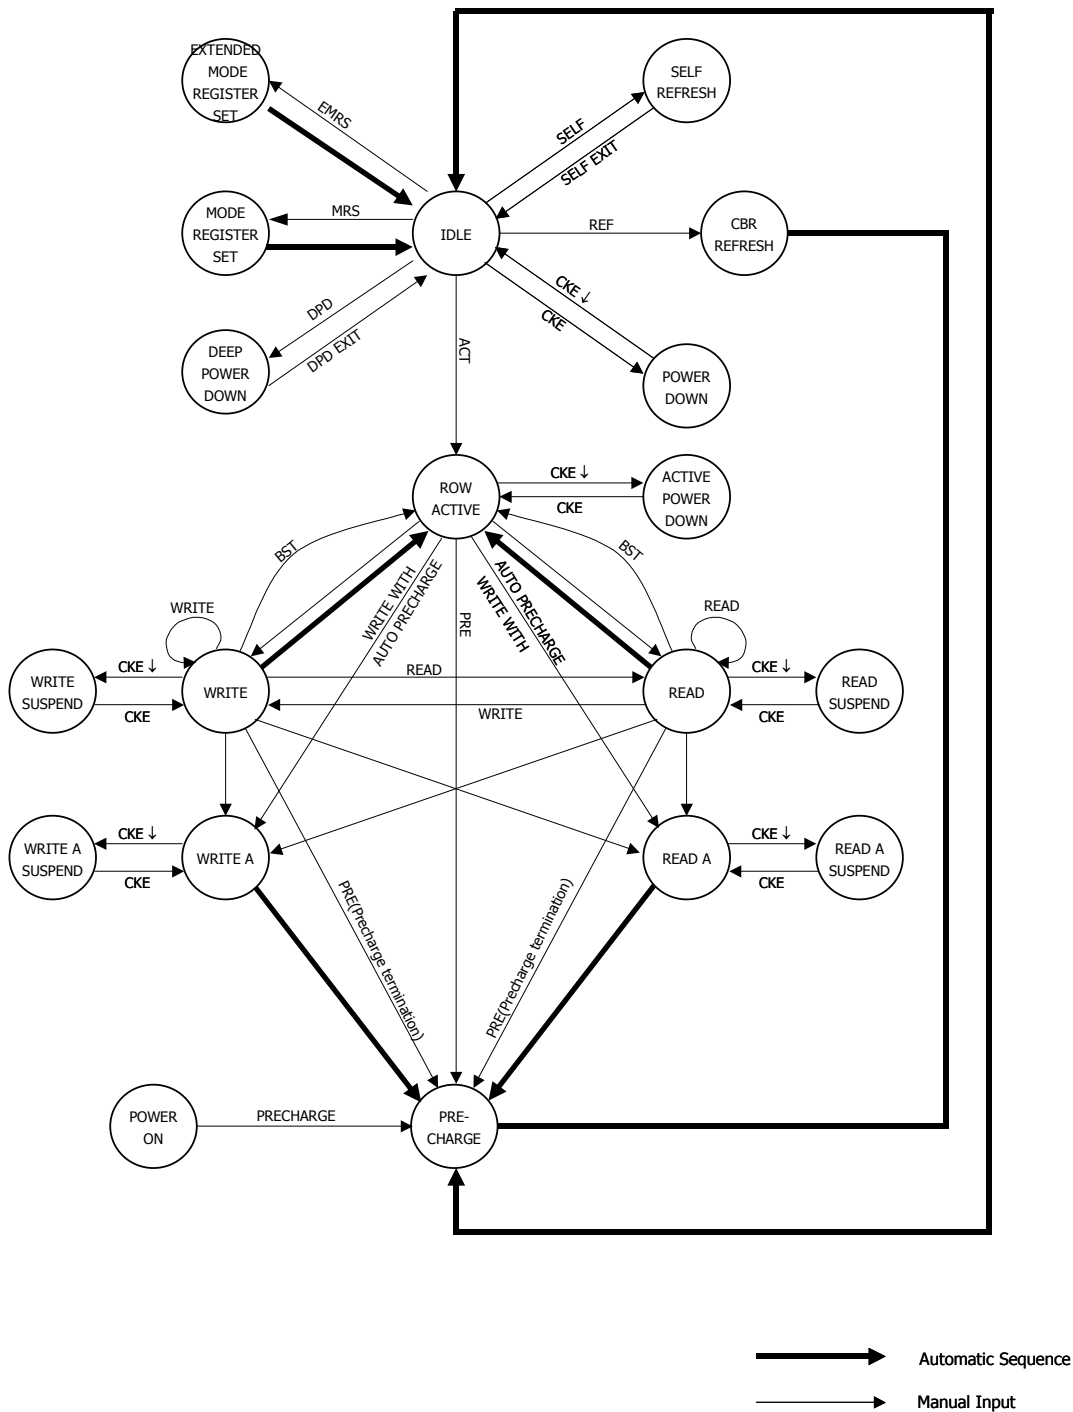 EXTENDED
MODE
REGISTER
SET
SELF
REFRESH
EMRS
SELF
SELF EXIT
MODE
REGISTER
SET
MRS
IDLE
REF
CBR
REFRESH
DPD
DPD EXIT
CKE ↓
CKE
DEEP
POWER
DOWN
ACT
POWER
DOWN
ROW
ACTIVE
CKE ↓
CKE
ACTIVE
POWER
DOWN
BST
BST
WRITE WITH
AUTO PRECHARGE
PRE
AUTO PRECHARGE
WRITE WITH
WRITE
READ
WRITE
SUSPEND
CKE ↓
CKE
WRITE
READ
WRITE
READ
CKE ↓
CKE
READ
SUSPEND
WRITE A
SUSPEND
CKE ↓
CKE
WRITE A
READ A
CKE ↓
CKE
READ A
SUSPEND
PRE(Precharge termination)
PRE(Precharge termination)
POWER
ON
PRECHARGE
PRE-
CHARGE
Automatic Sequence
Manual Input